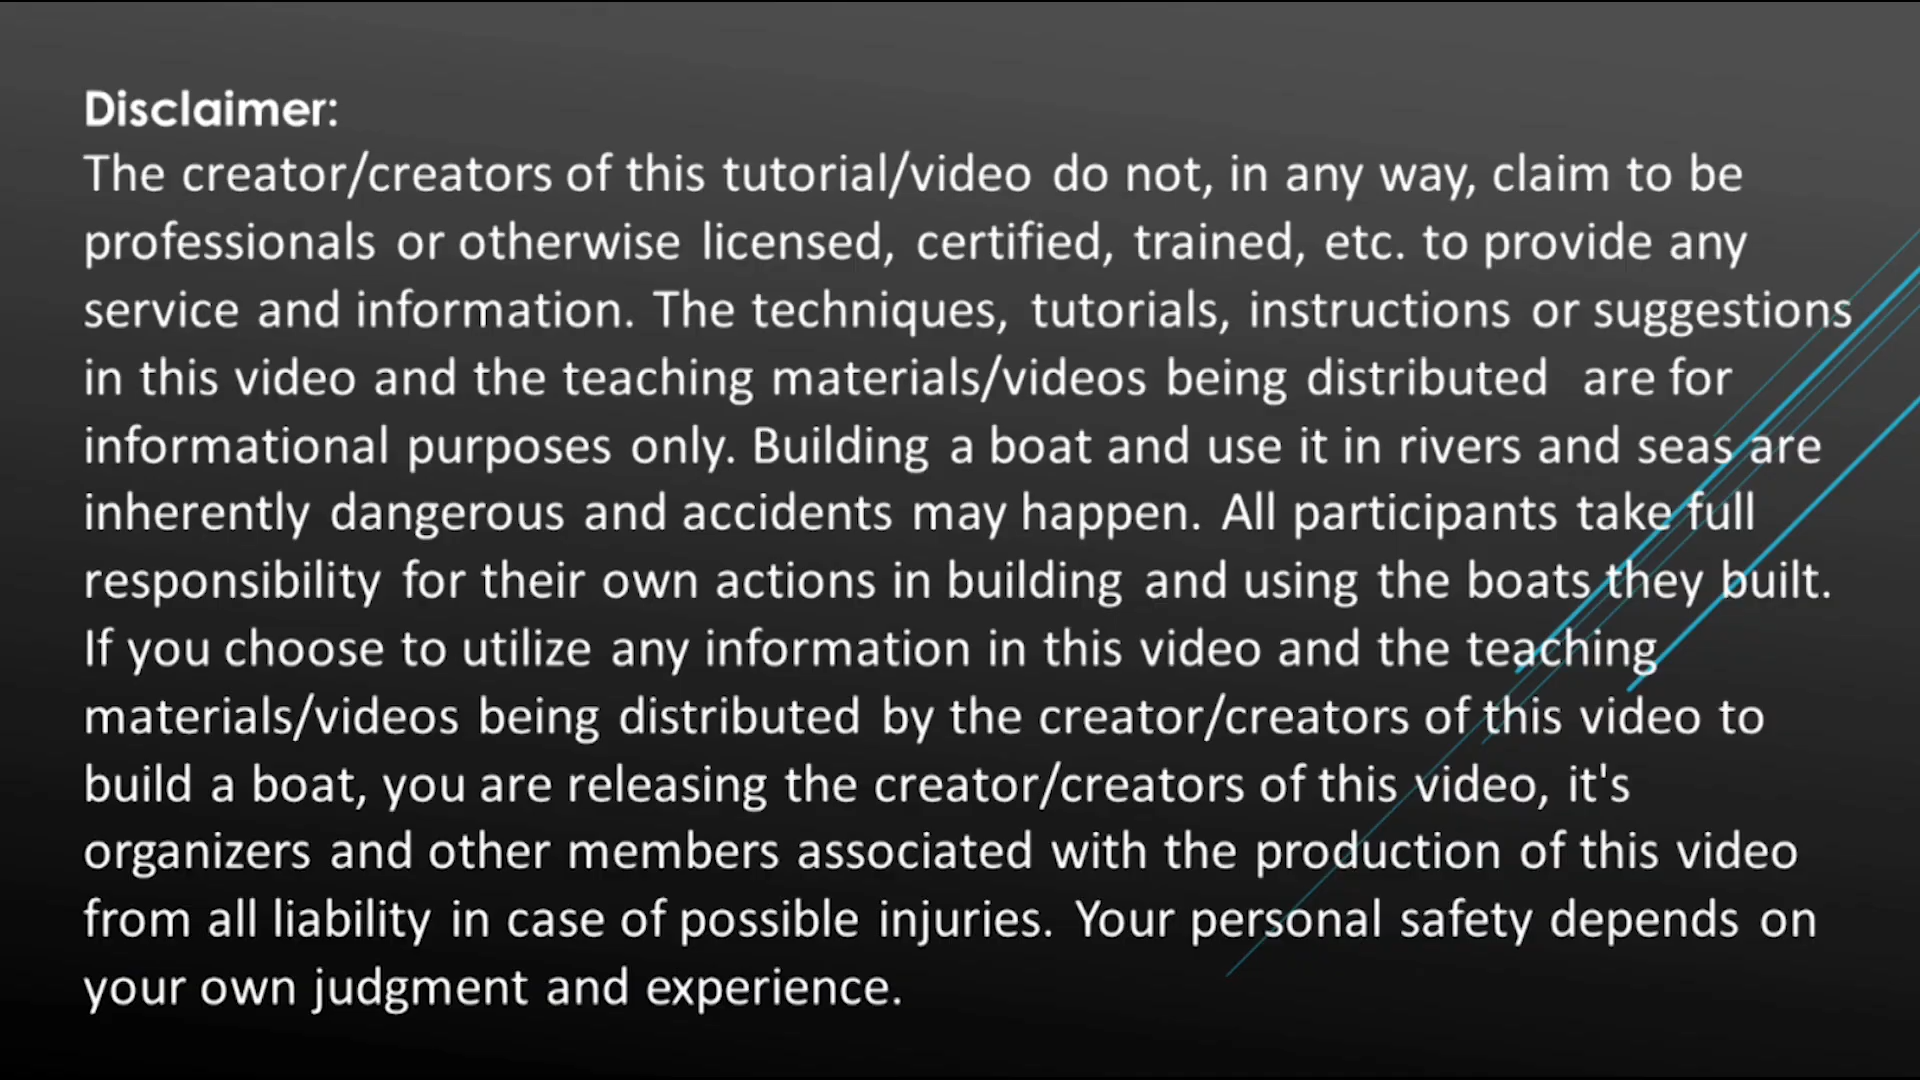 Disclaimer:
The creator/creators of this tutorial/video do not, in any way, claim to be
professionals or otherwise licensed, certified, trained, etc. to provide any
service and information. The techniques, tutorials, instructions or suggestions
in this video and the teaching materials/videos being distributed are for
informational purposes only. Building a boat and use it in rivers and seas are
inherently dangerous and accidents may happen. All participants take full
responsibility for their own actions in building and using the boats they built.
If you choose to utilize any information in this video and the teaching
materials/videos being distributed by the creator/creators of this video to
build a boat, you are releasing the creator/creators of this video, it's
organizers and other members associated with the production of this video
from all liability in case of possible injuries. Your personal safety depends on
your own judgment and experience.